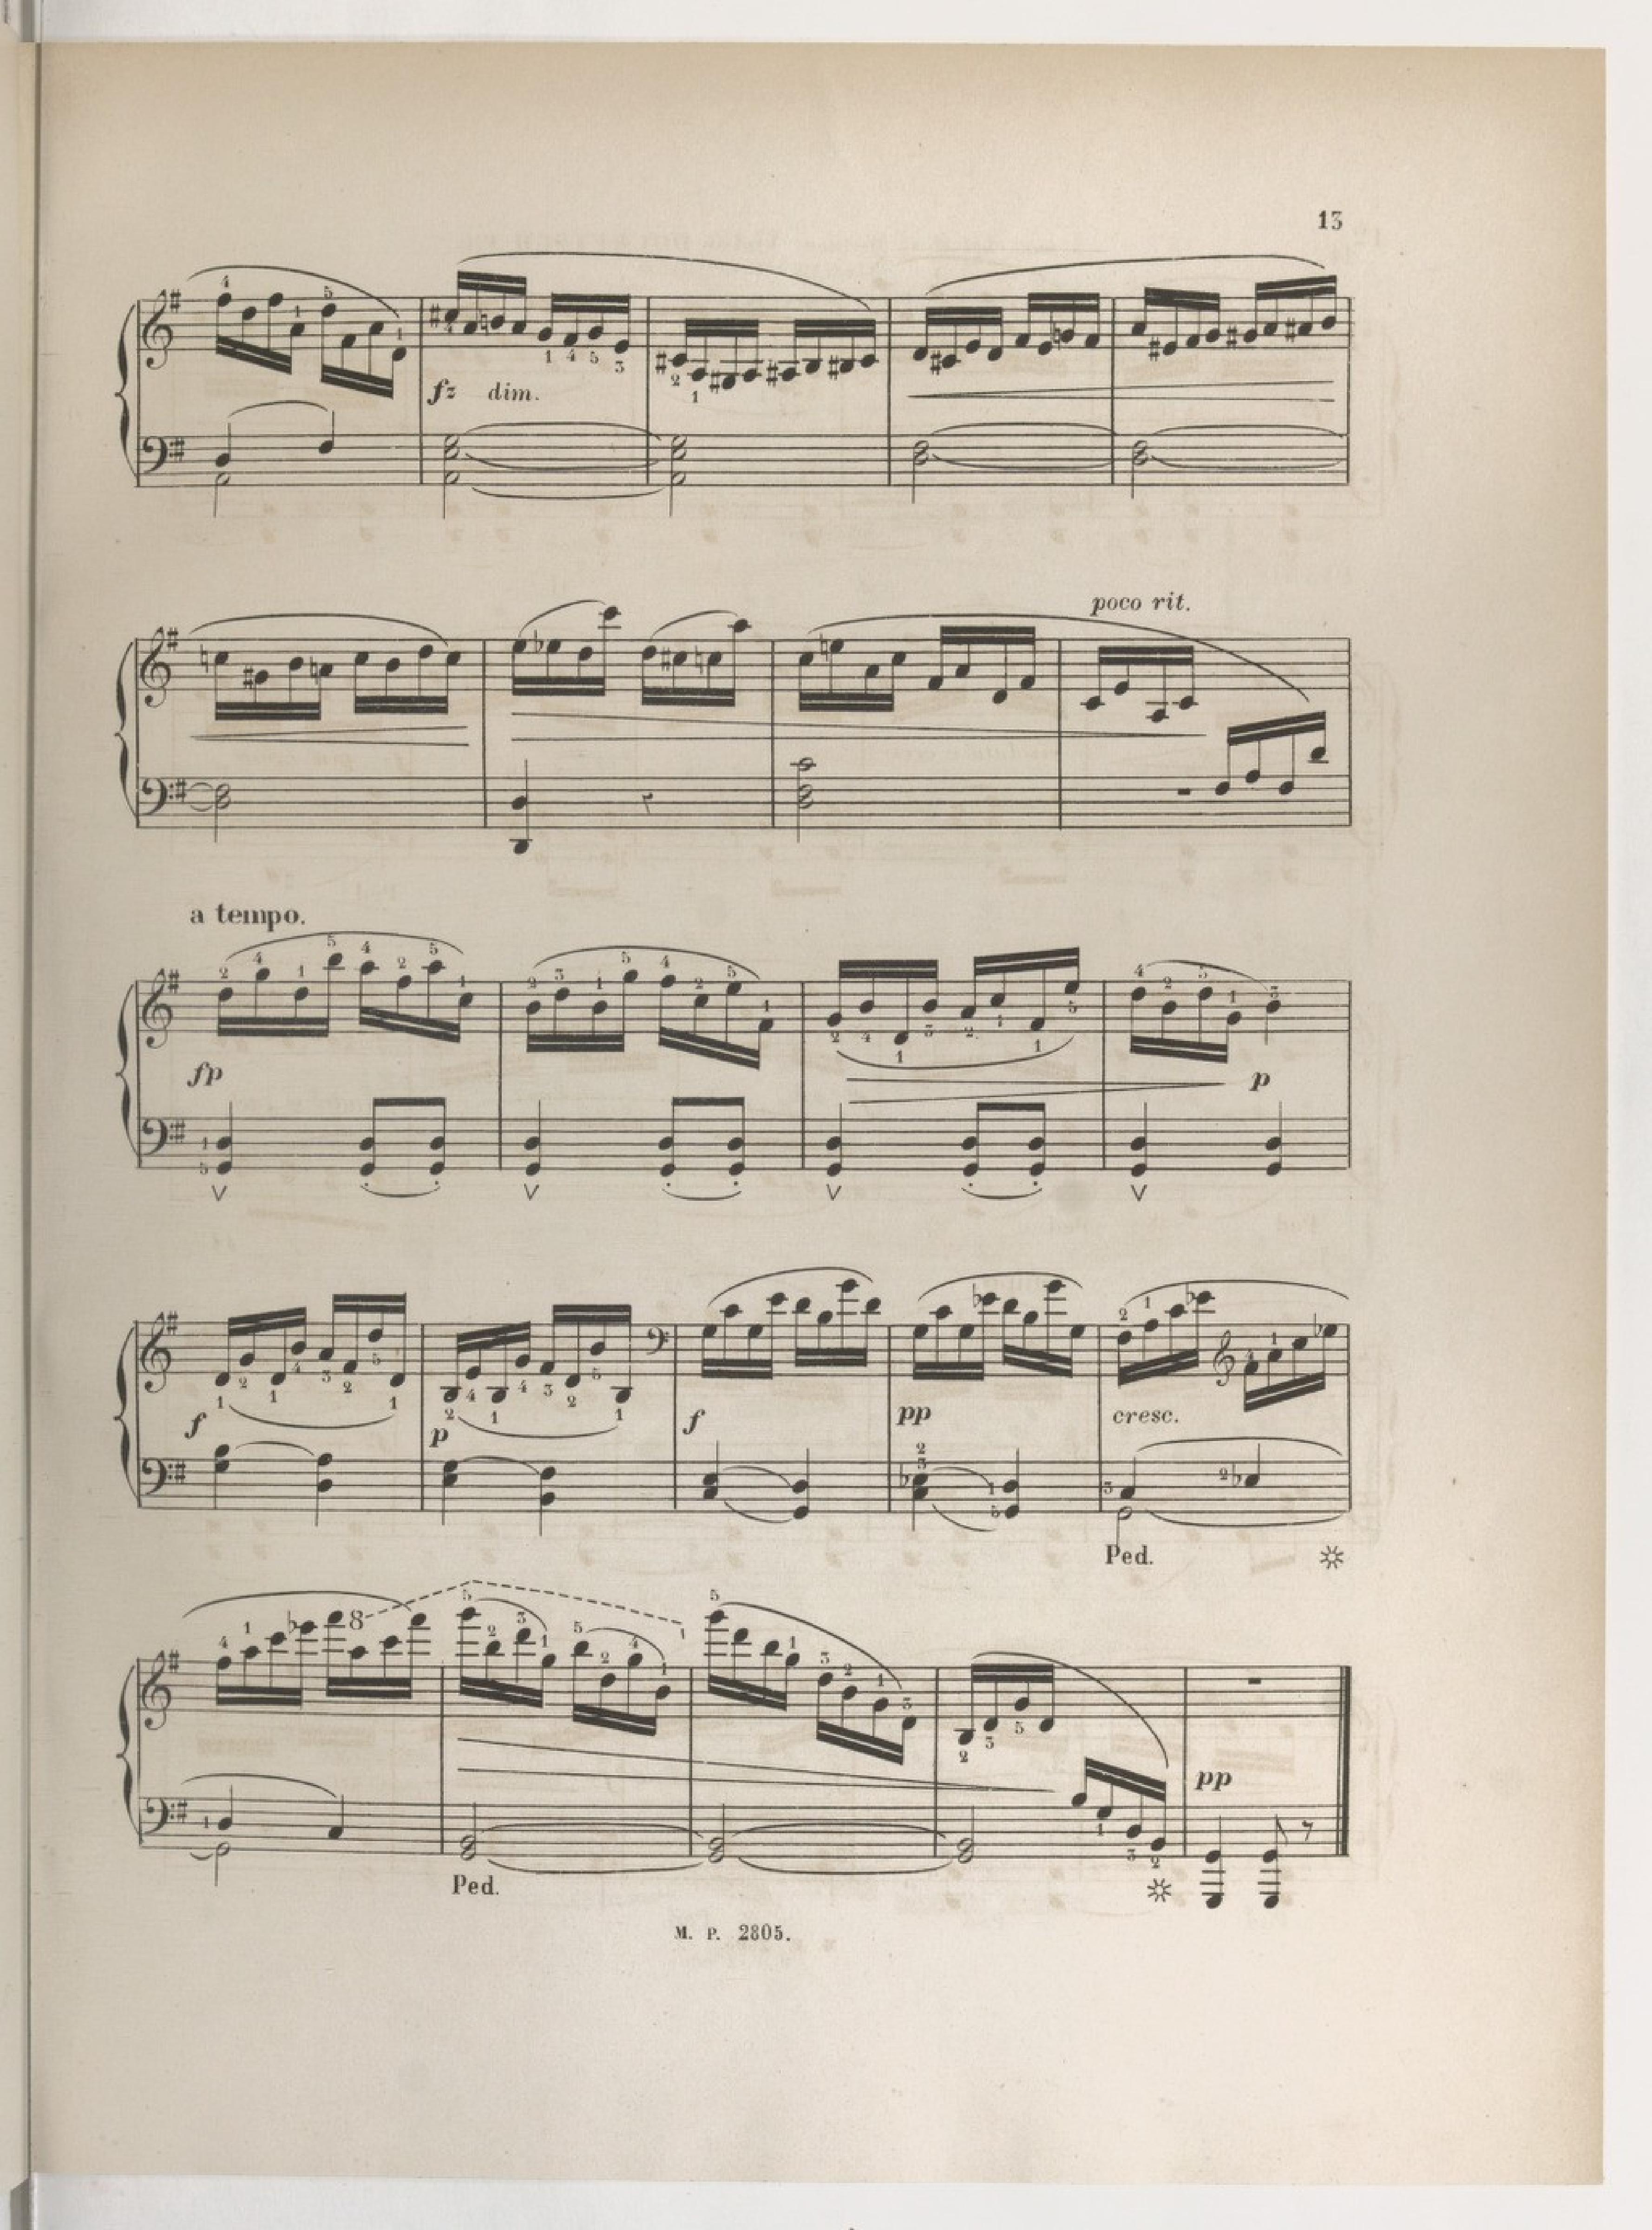 13
fz dim.
poco rit.
a tempo.
fp
p
f p f pp cresc.
Ped.
8
pp
Ped.
M. P. 2805.